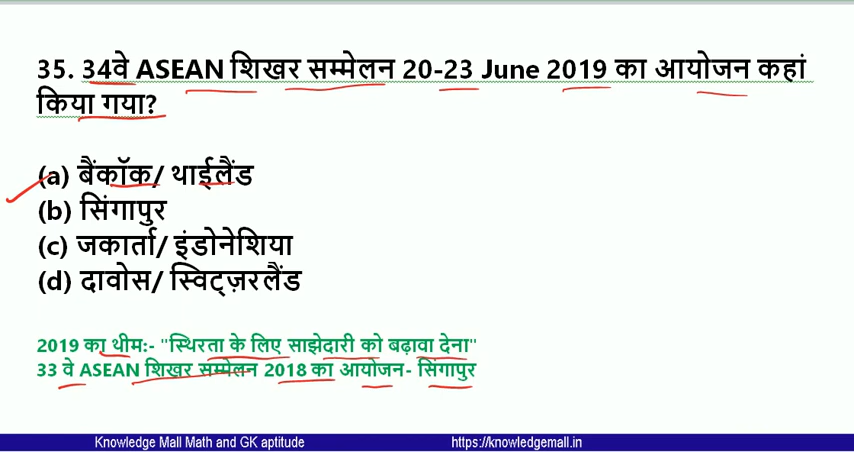 35. 34वे ASEAN शिखर सम्मेलन 20-23 June 2019 का आयोजन कहां
किया गया?
(a) बैंकॉक/ थाईलैंड
(b) सिंगापुर
(c) जकार्ता/ इंडोनेशिया
(d) दावोस/ स्विट्ज़रलैंड
2019 का थीम:- "स्थिरता के लिए साझेदारी को बढ़ावा देना"
33 वे ASEAN शिखर सम्मेलन 2018 का आयोजन- सिंगापुर
Knowledge Mall Math and GK aptitude https://knowledgemall.in